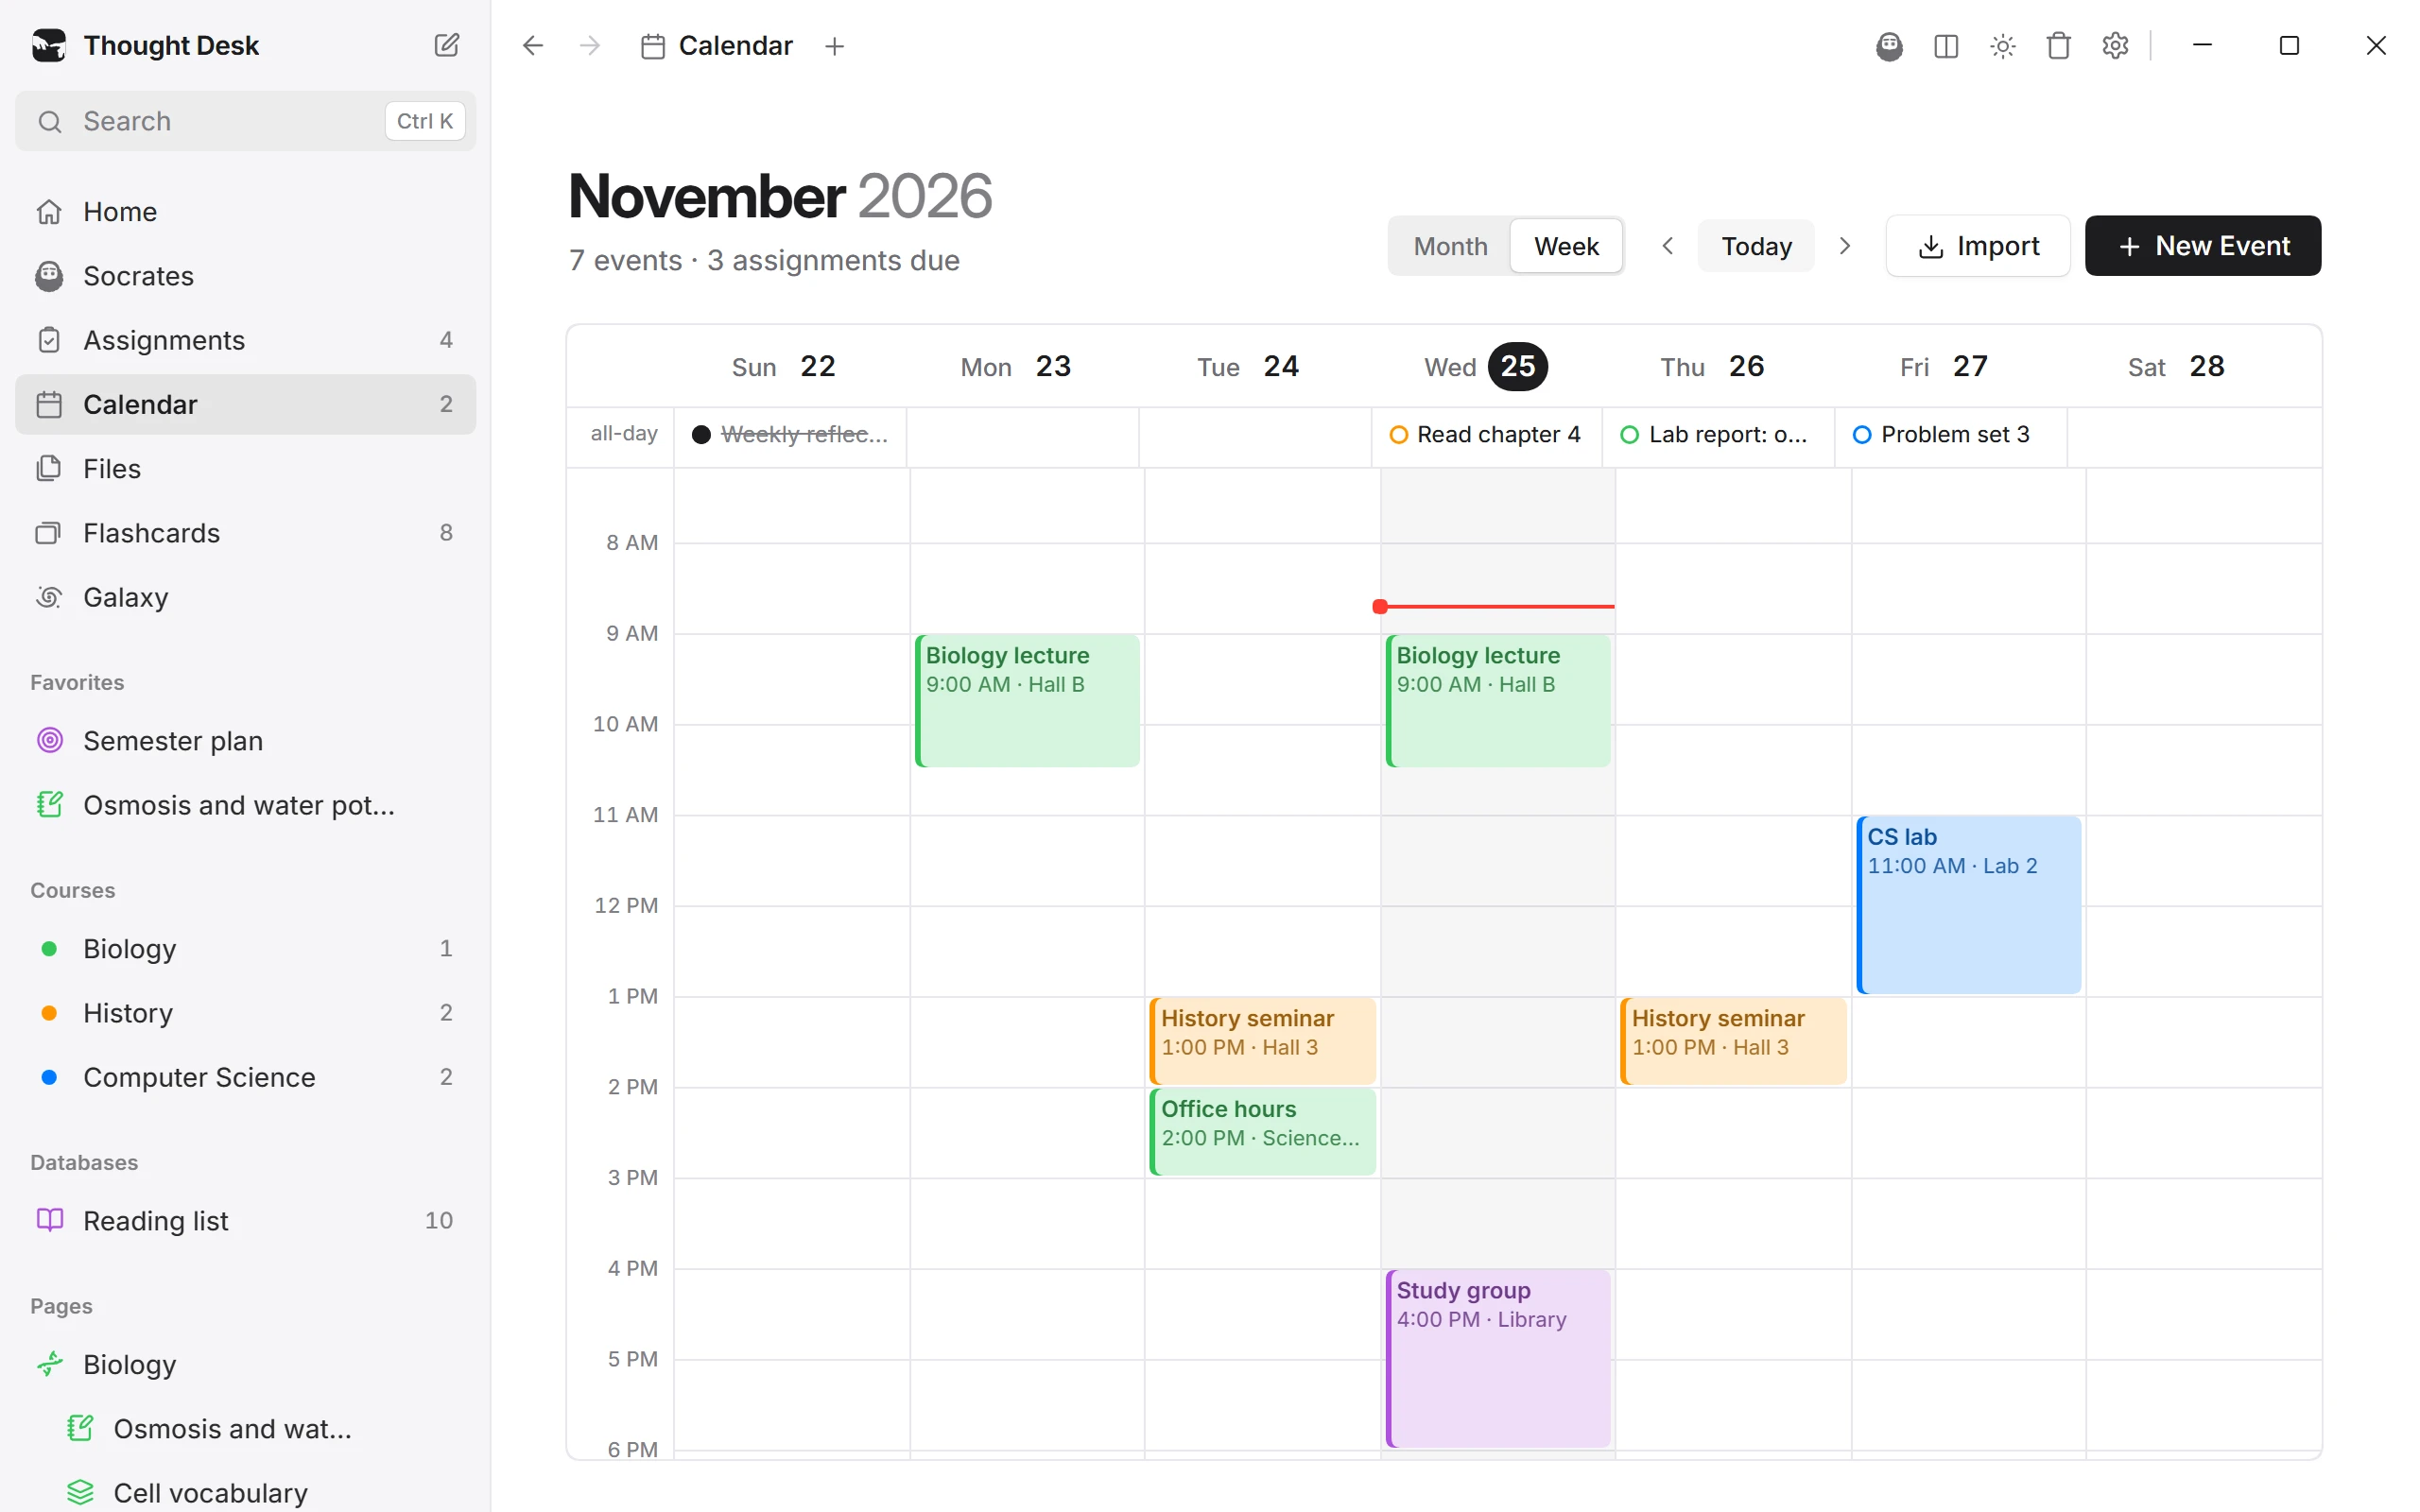 Thought Desk
Search
Ctrl K
Home
Socrates
Assignments 4
Calendar 2
Files
Flashcards 8
Galaxy
Favorites
Semester plan
Osmosis and water pot...
Courses
Biology 1
History 2
Computer Science 2
Databases
Reading list 10
Pages
Biology
Osmosis and wat...
Cell vocabulary
Calendar
November 2026
7 events · 3 assignments due
Month
Week
Today
Import
New Event
Sun 22
Mon 23
Tue 24
Wed 25
Thu 26
Fri 27
Sat 28
all-day
Weekly reflec...
Read chapter 4
Lab report: o...
Problem set 3
8 AM
9 AM
10 AM
11 AM
12 PM
1 PM
2 PM
3 PM
4 PM
5 PM
6 PM
Biology lecture
9:00 AM · Hall B
History seminar
1:00 PM · Hall 3
Office hours
2:00 PM · Science...
Biology lecture
9:00 AM · Hall B
Study group
4:00 PM · Library
History seminar
1:00 PM · Hall 3
CS lab
11:00 AM · Lab 2